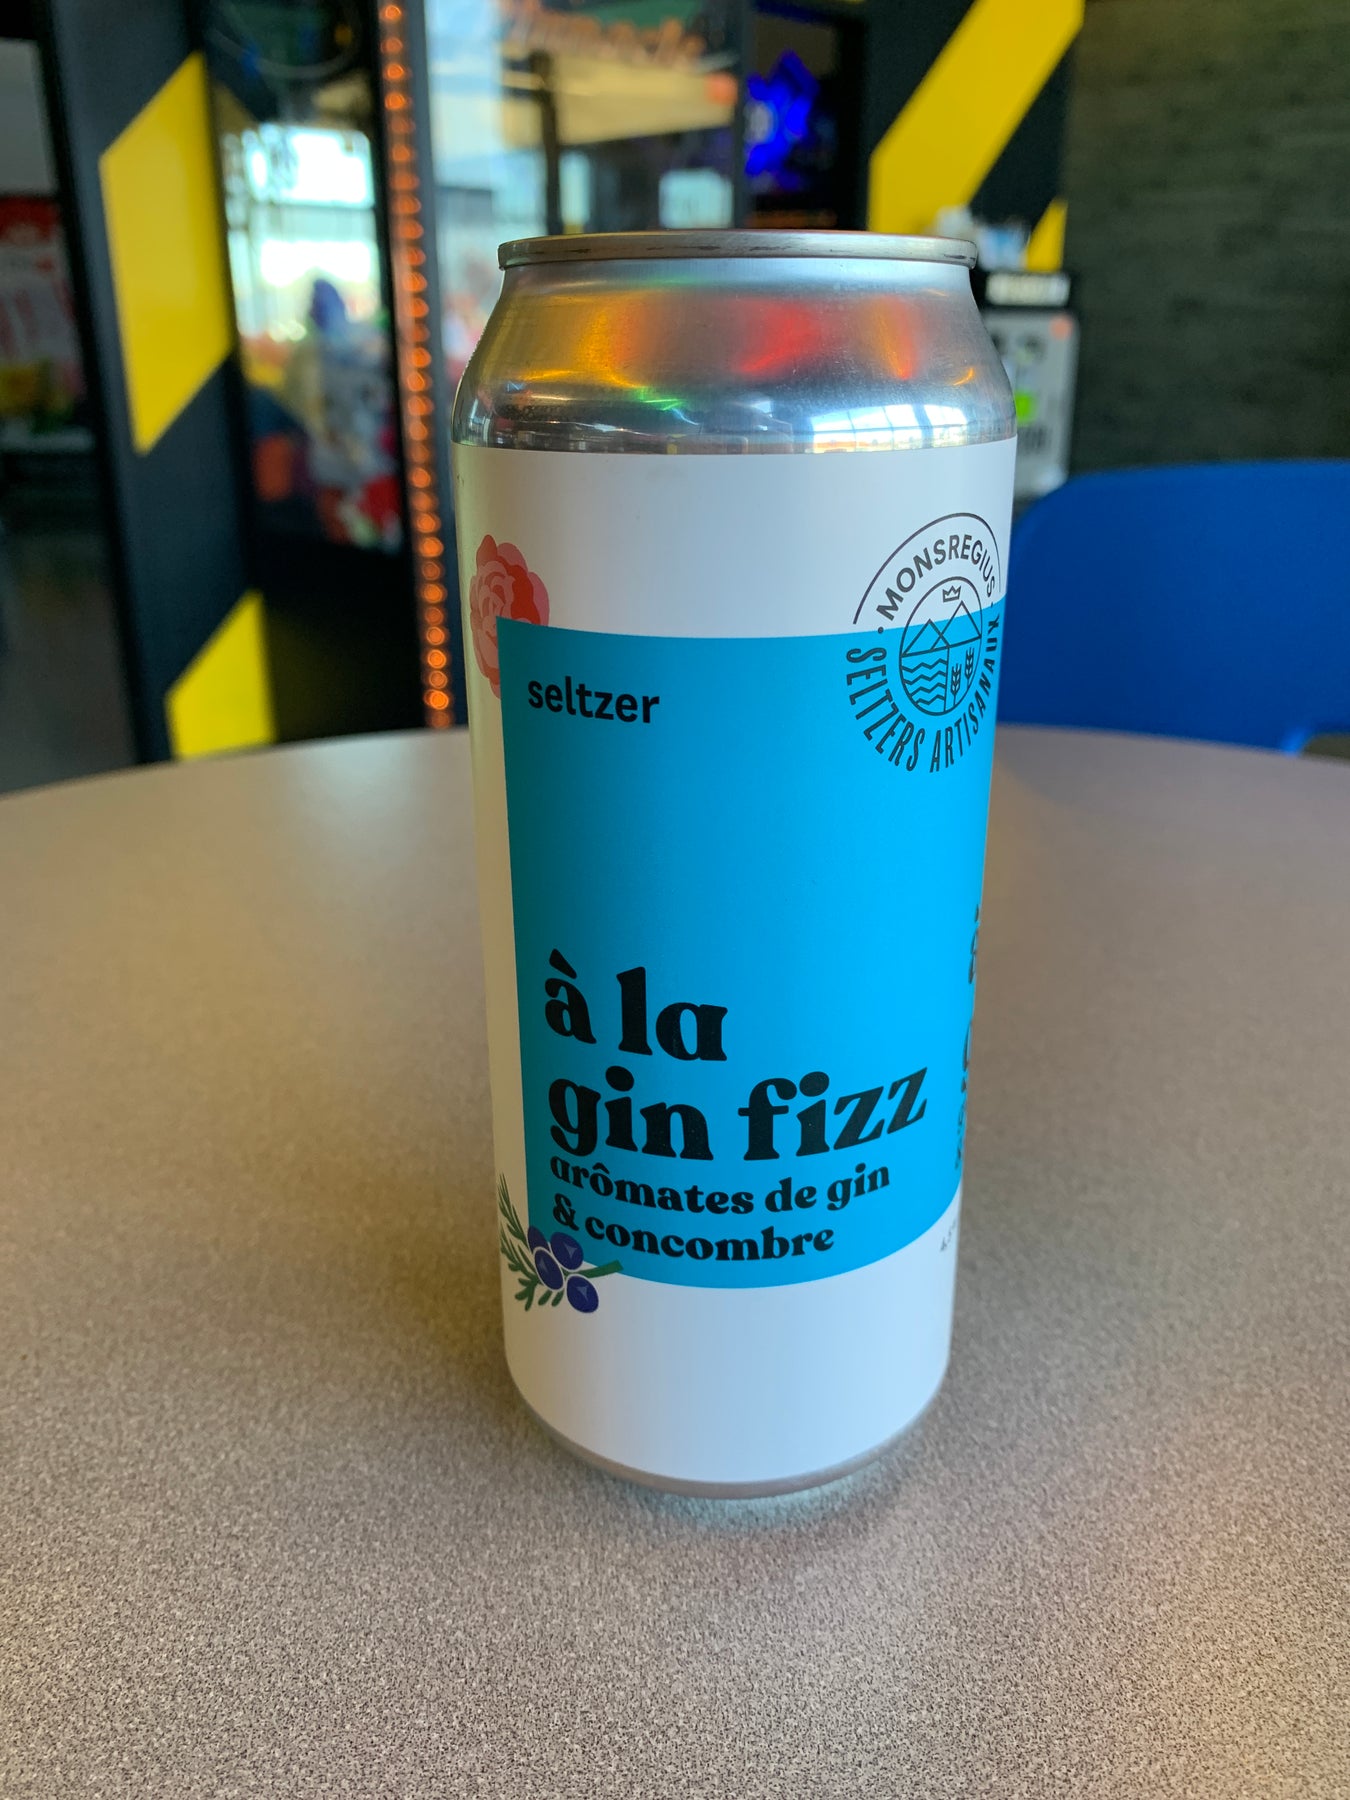 MONSREGIUS
SELTZERS ARTISANAUX
seltzer
à la
gin fizz
arômates de gin
& concombre